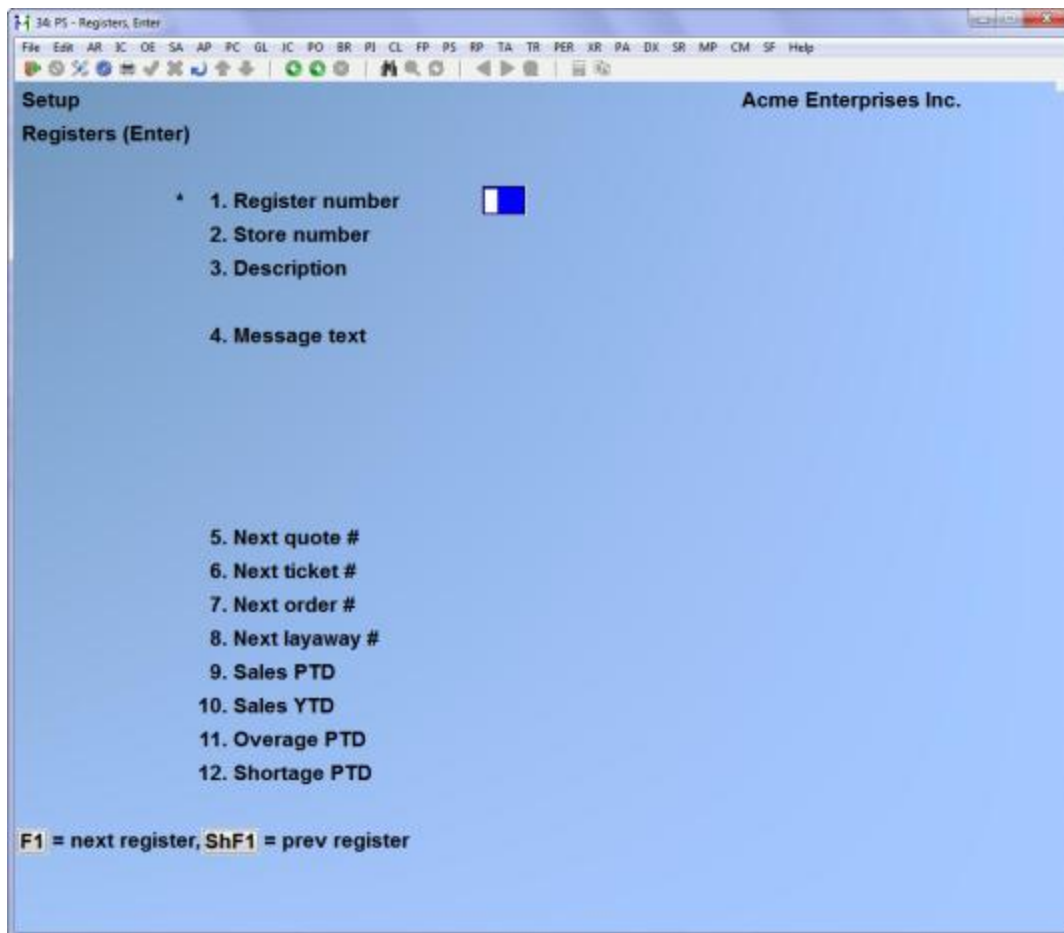 34: PS - Registers, Enter
File Edit AR IC OE SA AP PC GL JC PO BR PI CL FP PS RP TA TR PER XR PA DX SR MP CM SF Help
Setup Acme Enterprises Inc.
Registers (Enter)
* 1. Register number
2. Store number
3. Description
4. Message text
5. Next quote #
6. Next ticket #
7. Next order #
8. Next layaway #
9. Sales PTD
10. Sales YTD
11. Overage PTD
12. Shortage PTD
F1 = next register, ShF1 = prev register